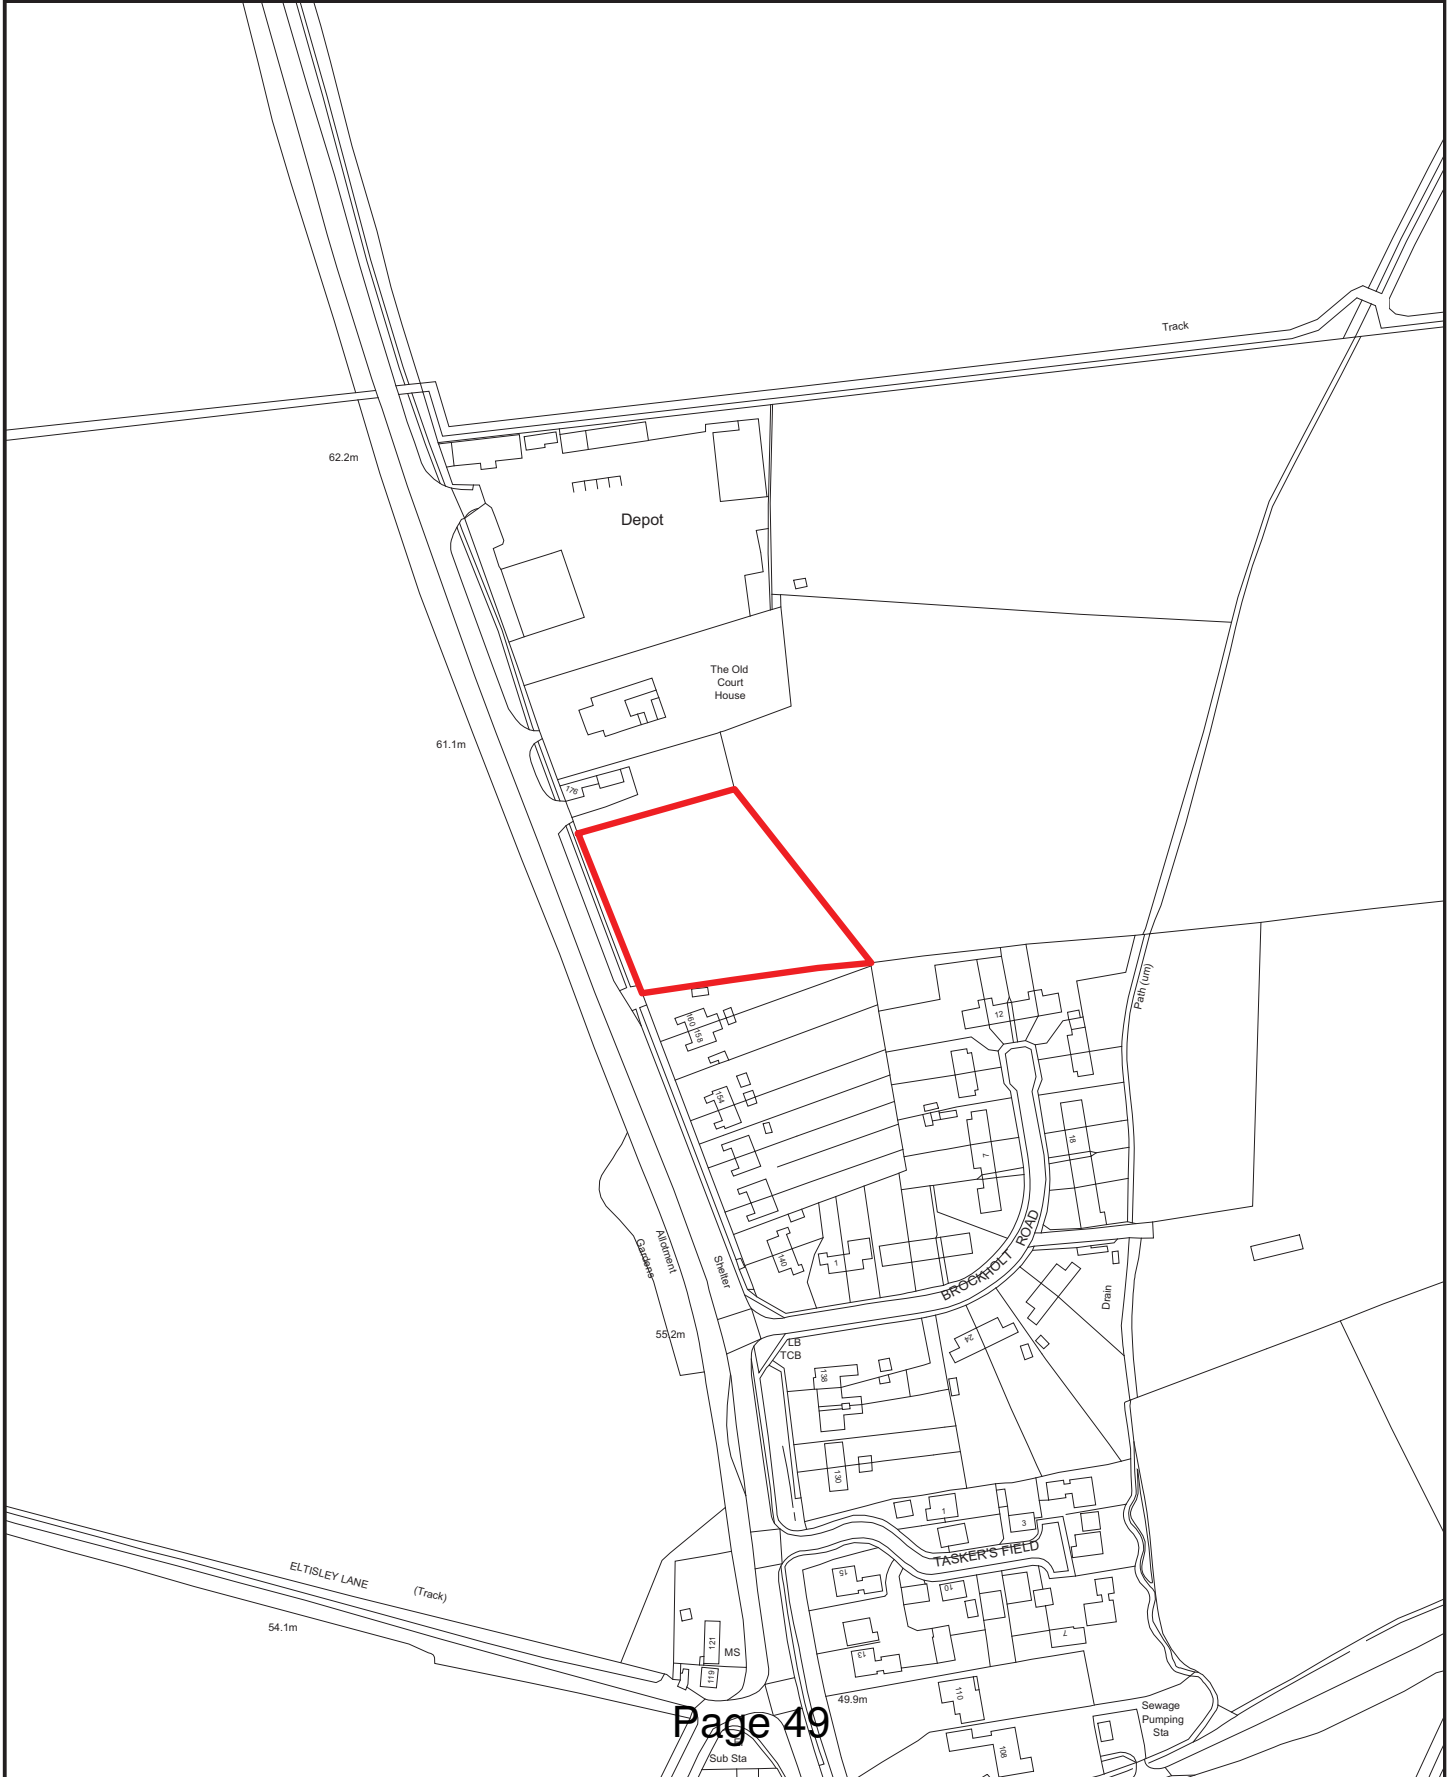 Track
62.2m
Depot
The Old
Court
House
61.1m
176
Path (um)
160
158
12
154
18
7
Allotment
Gardens
Shelter
140
1
BROCKHOLT ROAD
Drain
55.2m
LB
TCB
24
138
130
1
3
TASKER'S FIELD
ELTISLEY LANE
(Track)
15
10
54.1m
7
121
MS
13
119
49.9m
110
Sewage
Pumping
Sta
Page 49
El
Sub Sta
108